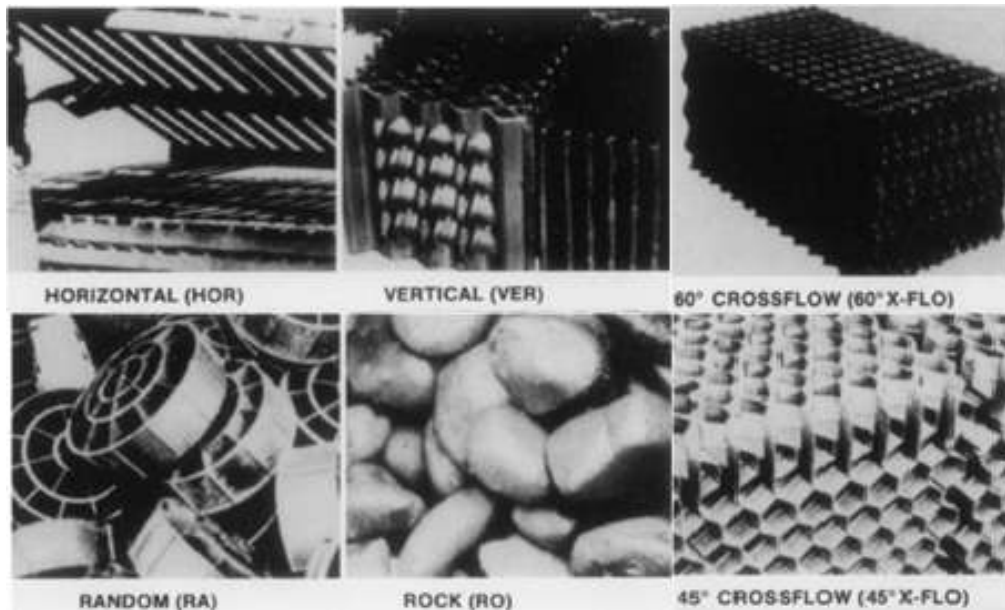 HORIZONTAL (HOR)
VERTICAL (VER)
60° CROSSFLOW (60° X-FLO)
RANDOM (RA)
ROCK (RO)
45° CROSSFLOW (45° X-FLO)